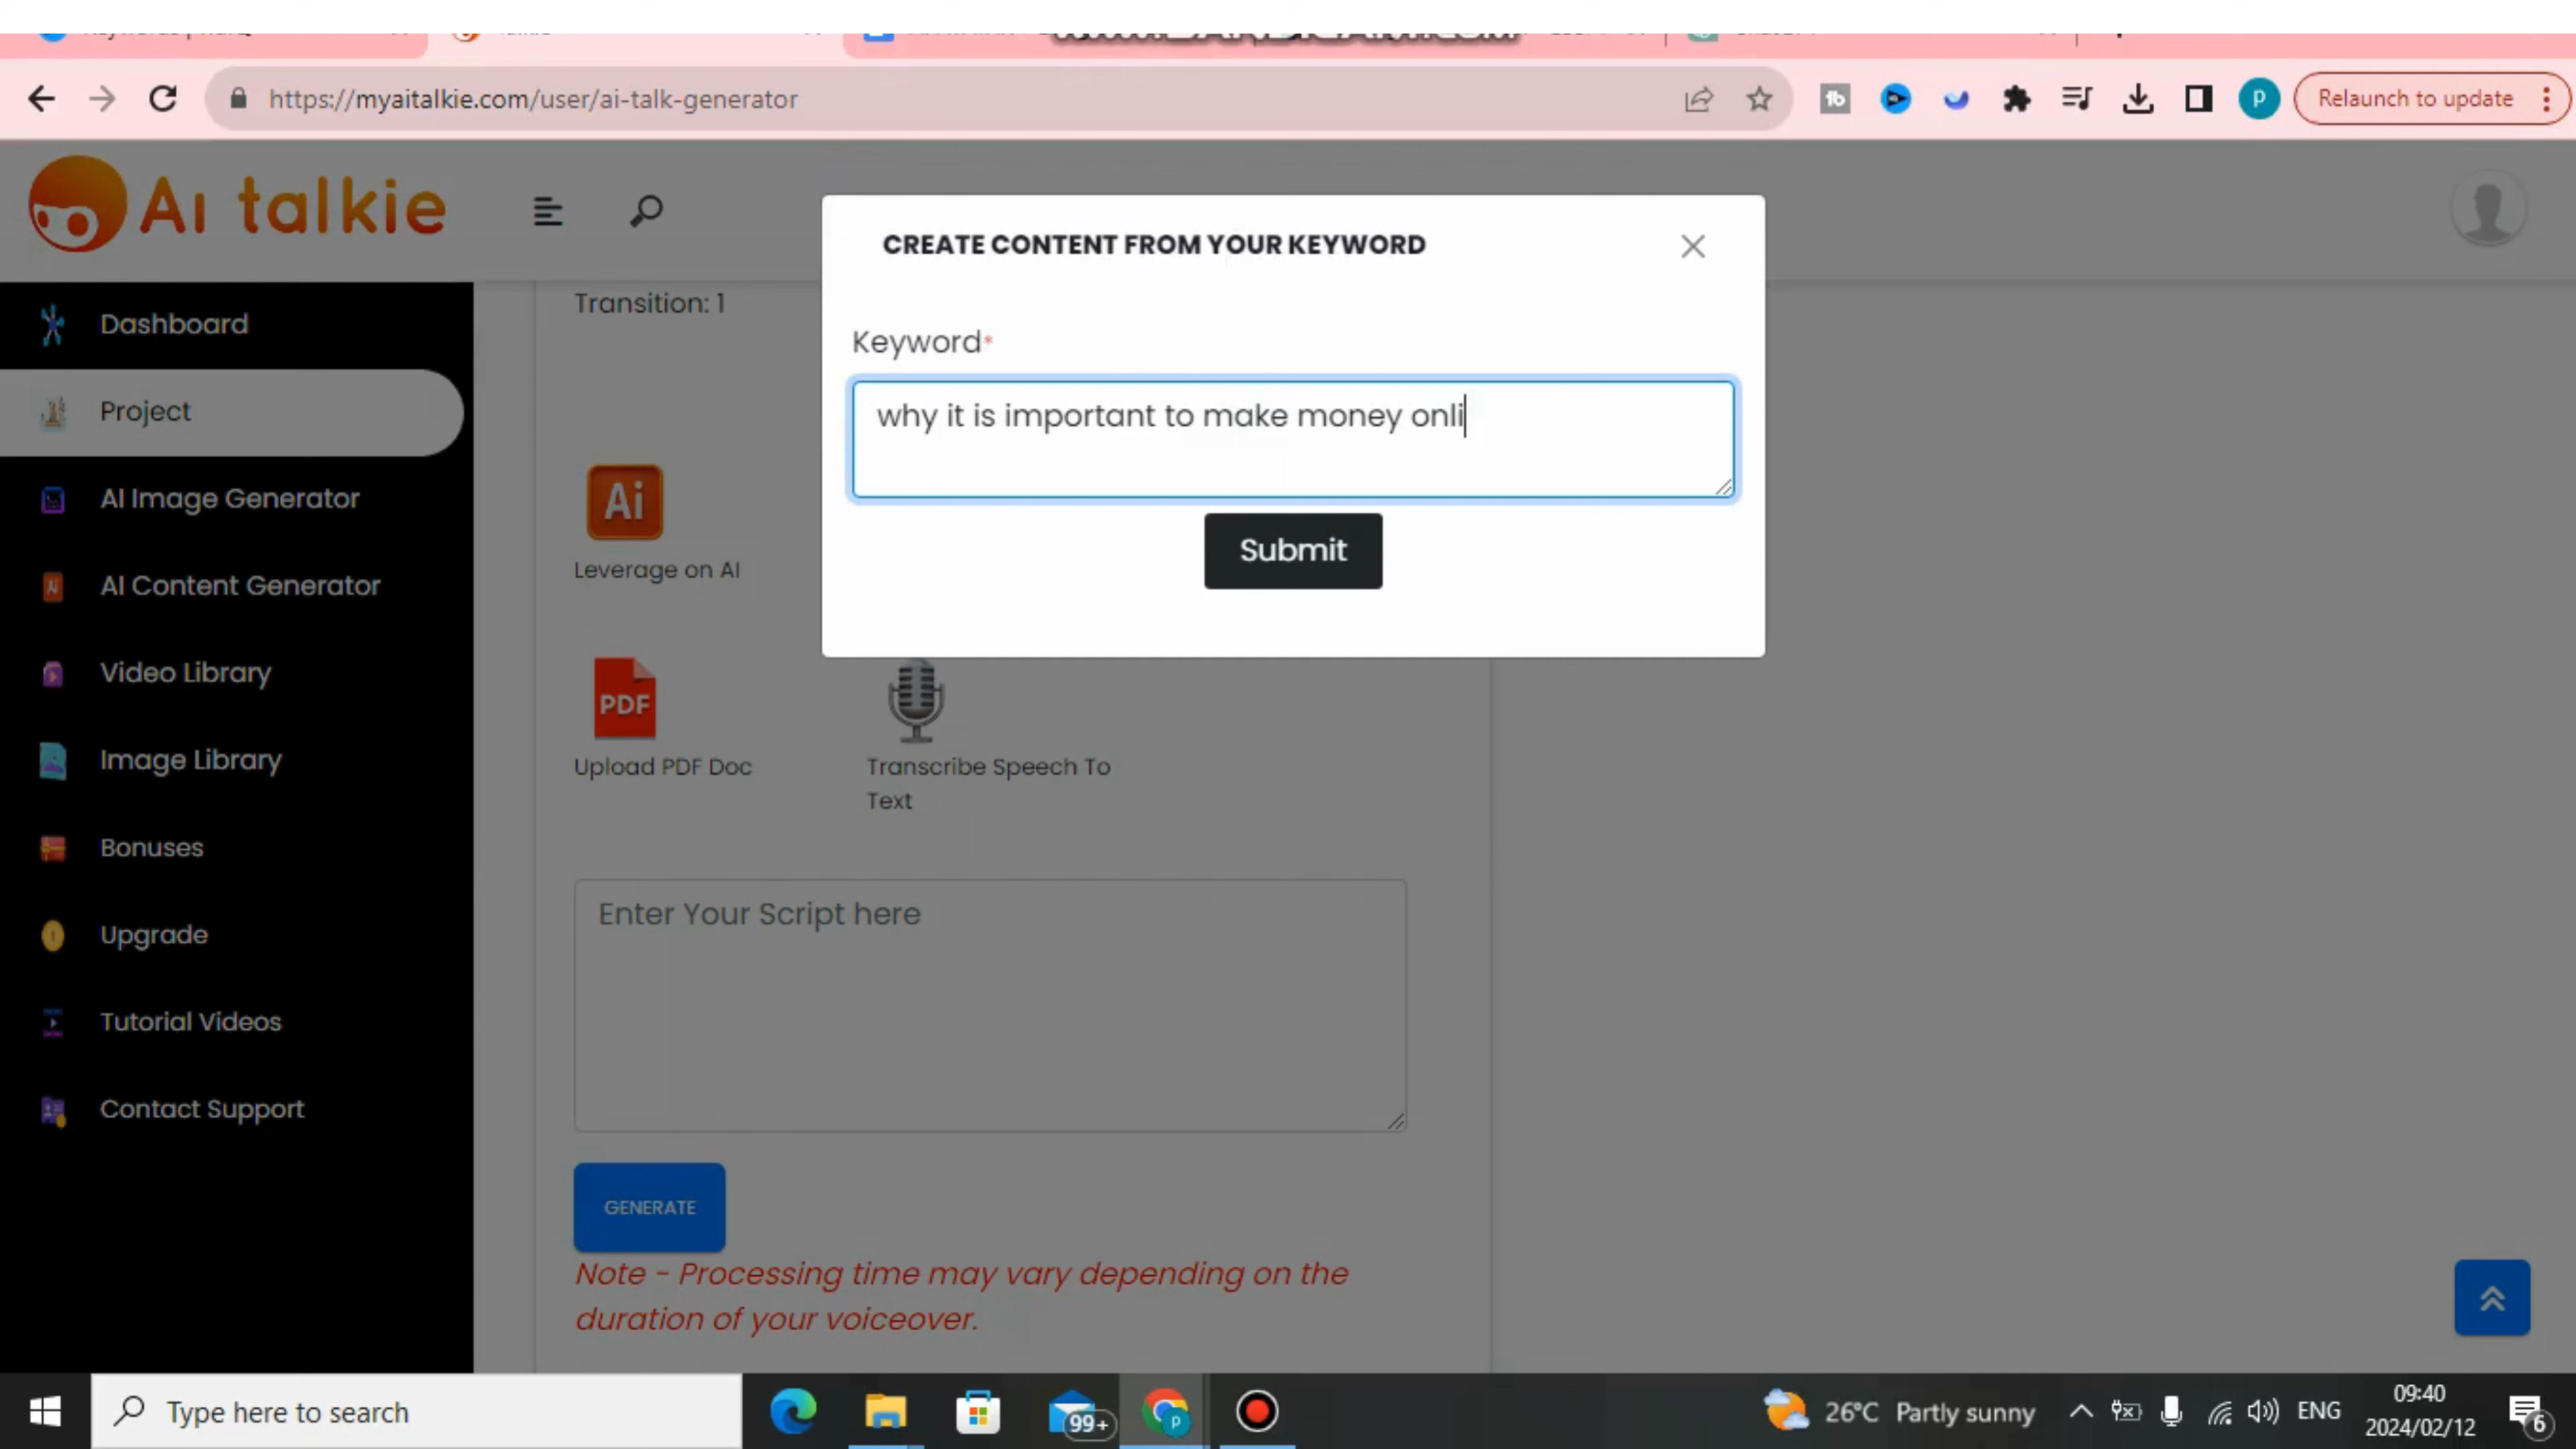 https://myaitalkie.com/user/ai-talk-generator
Relaunch to update
Ai talkie
CREATE CONTENT FROM YOUR KEYWORD
Keyword*
why it is important to make money onli
Submit
Dashboard
Project
AI Image Generator
AI Content Generator
Video Library
Image Library
Bonuses
Upgrade
Tutorial Videos
Contact Support
Transition: 1
Ai
Leverage on AI
PDF
Upload PDF Doc
Transcribe Speech To
Text
Enter Your Script here
GENERATE
Note - Processing time may vary depending on the
duration of your voiceover.
Type here to search
99+
26°C Partly sunny
ENG
09:40
2024/02/12
6